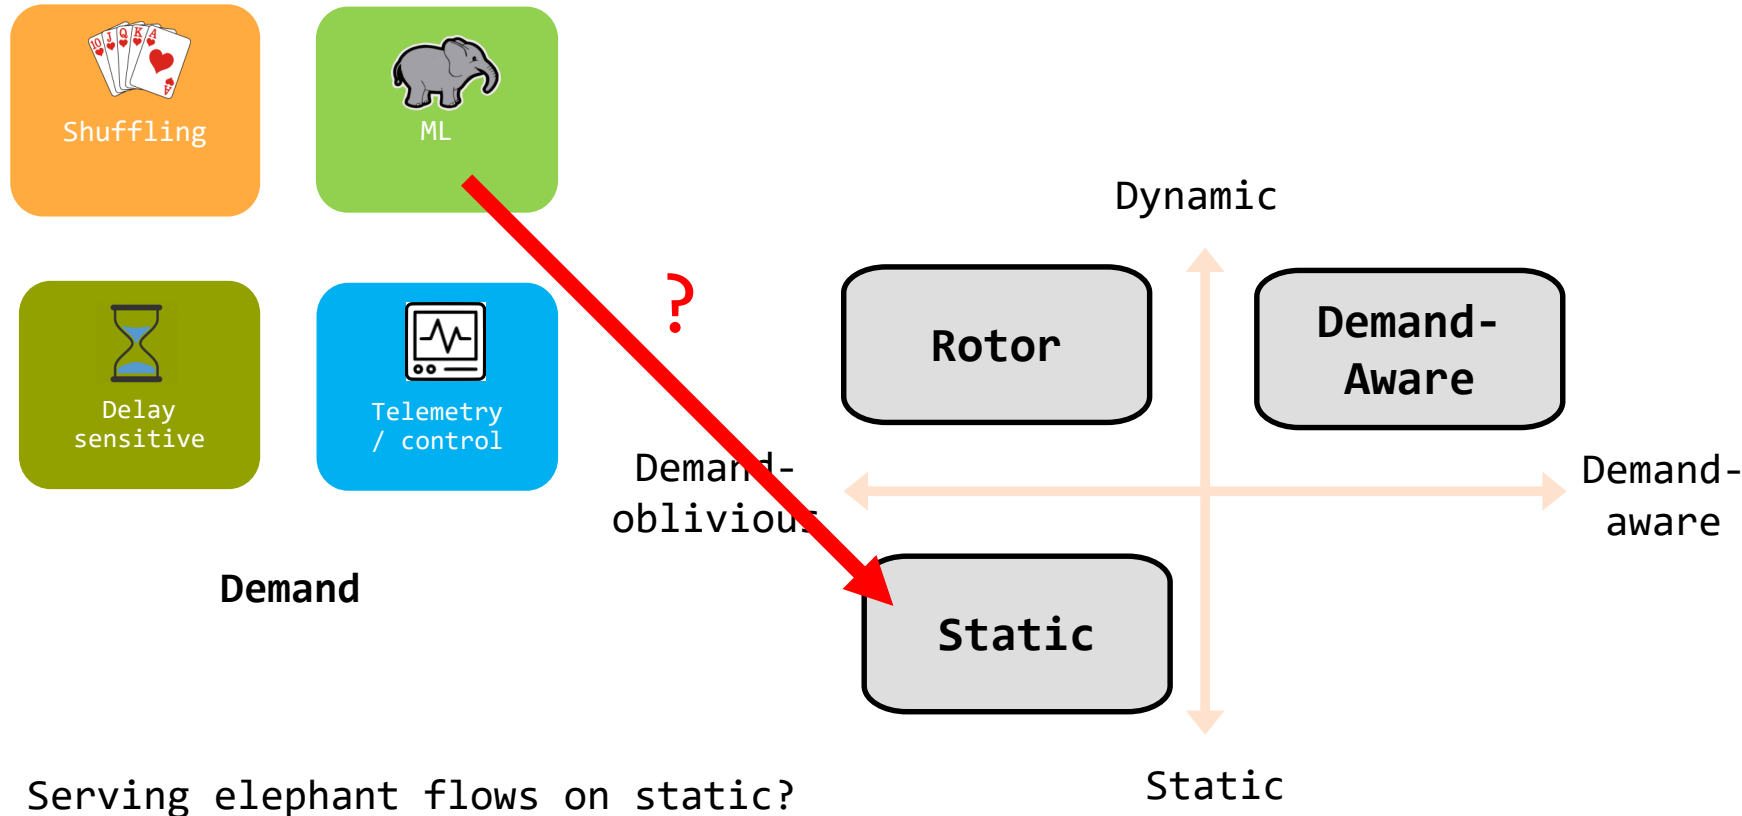 10 J Q K A
A
Shuffling
ML
Delay
sensitive
Telemetry
/ control
Demand
?
Dynamic
Rotor
Demand-
Aware
Demand-
oblivious
Demand-
aware
Static
Static
Serving elephant flows on static?